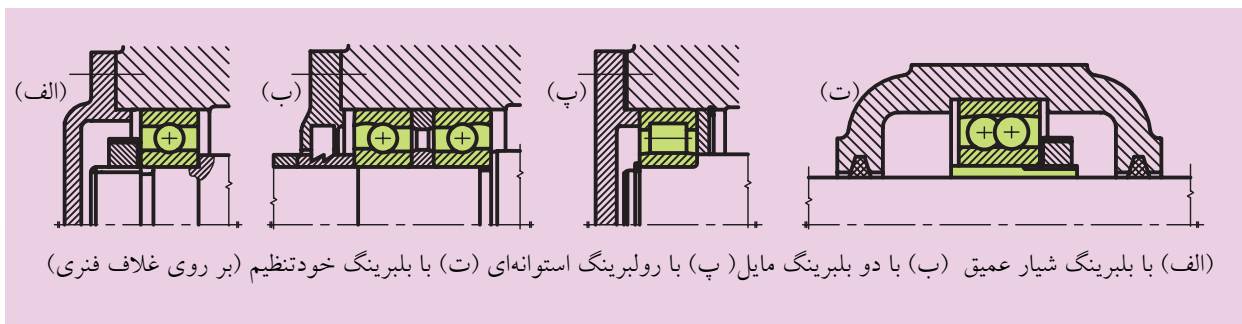 (الف)
(ب)
(پ)
(ت)
(الف) با بلبرینگ شیار عمیق (ب) با دو بلبرینگ مایل( پ) با رولبرینگ استوانه‌ای (ت) با بلبرینگ خودتنظیم (بر روی غلاف فنری)